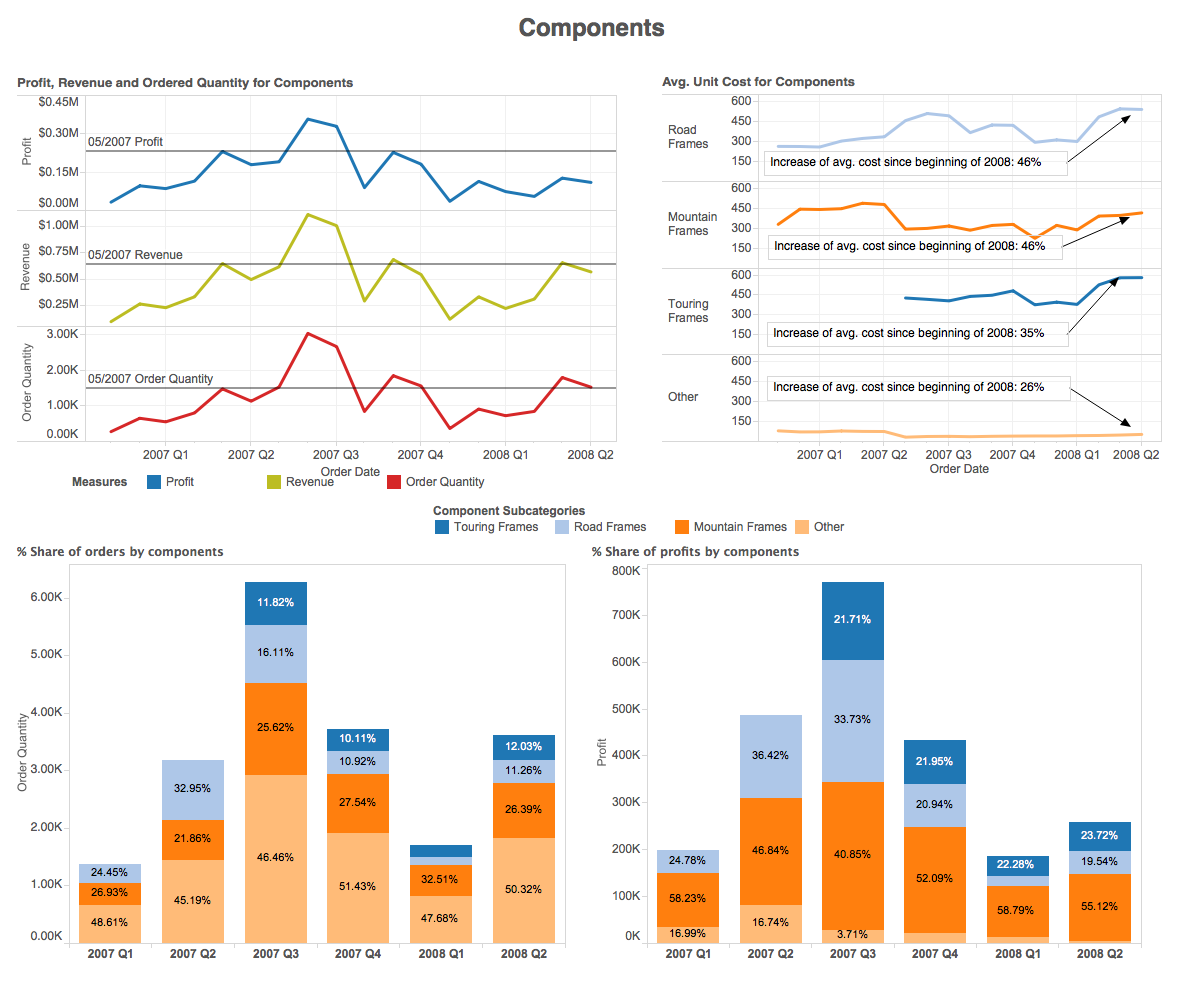 Components
Profit, Revenue and Ordered Quantity for Components
Profit
$0.45M
$0.30M
$0.15M
$0.00M
05/2007 Profit
Revenue
$1.00M
$0.75M
$0.50M
$0.25M
05/2007 Revenue
Order Quantity
3.00K
2.00K
1.00K
0.00K
05/2007 Order Quantity
2007 Q1 2007 Q2 2007 Q3 2007 Q4 2008 Q1 2008 Q2
Order Date
Measures Profit Revenue Order Quantity
Avg. Unit Cost for Components
Road
Frames
600
450
300
150
Increase of avg. cost since beginning of 2008: 46%
Mountain
Frames
600
450
300
150
Increase of avg. cost since beginning of 2008: 46%
Touring
Frames
600
450
300
150
Increase of avg. cost since beginning of 2008: 35%
Other
600
450
300
150
Increase of avg. cost since beginning of 2008: 26%
2007 Q1 2007 Q2 2007 Q3 2007 Q4 2008 Q1 2008 Q2
Order Date
Component Subcategories
Touring Frames Road Frames Mountain Frames Other
% Share of orders by components
Order Quantity
6.00K
5.00K
4.00K
3.00K
2.00K
1.00K
0.00K
24.45%
26.93%
48.61%
32.95%
21.86%
45.19%
11.82%
16.11%
25.62%
46.46%
10.11%
10.92%
27.54%
51.43%
32.51%
47.68%
12.03%
11.26%
26.39%
50.32%
2007 Q1 2007 Q2 2007 Q3 2007 Q4 2008 Q1 2008 Q2
% Share of profits by components
Profit
800K
700K
600K
500K
400K
300K
200K
100K
0K
24.78%
58.23%
16.99%
36.42%
46.84%
16.74%
21.71%
33.73%
40.85%
3.71%
21.95%
20.94%
52.09%
22.28%
58.79%
23.72%
19.54%
55.12%
2007 Q1 2007 Q2 2007 Q3 2007 Q4 2008 Q1 2008 Q2